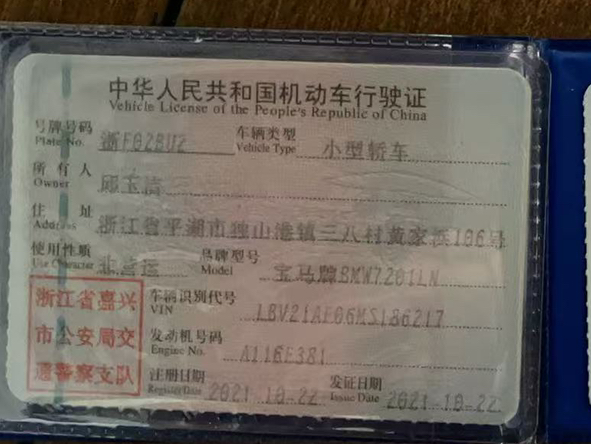 中华人民共和国机动车行驶证
Vehicle License of the People's Republic of China
号牌号码 浙F0ZBU2 车辆类型 小型轿车
Plate No. Vehicle Type
所有人 邱玉
Owner
住址 浙江省平湖市独山港镇三八村黄家浜186号
Address
使用性质 非营运 品牌型号 宝马牌BMW7201LN
Use Character Model
浙江省嘉兴
市公安局交
通警察支队
车辆识别代号
VIN
发动机号码
Engine No.
注册日期 2021-10-22 发证日期 2021-10-22
Register Date Issue Date